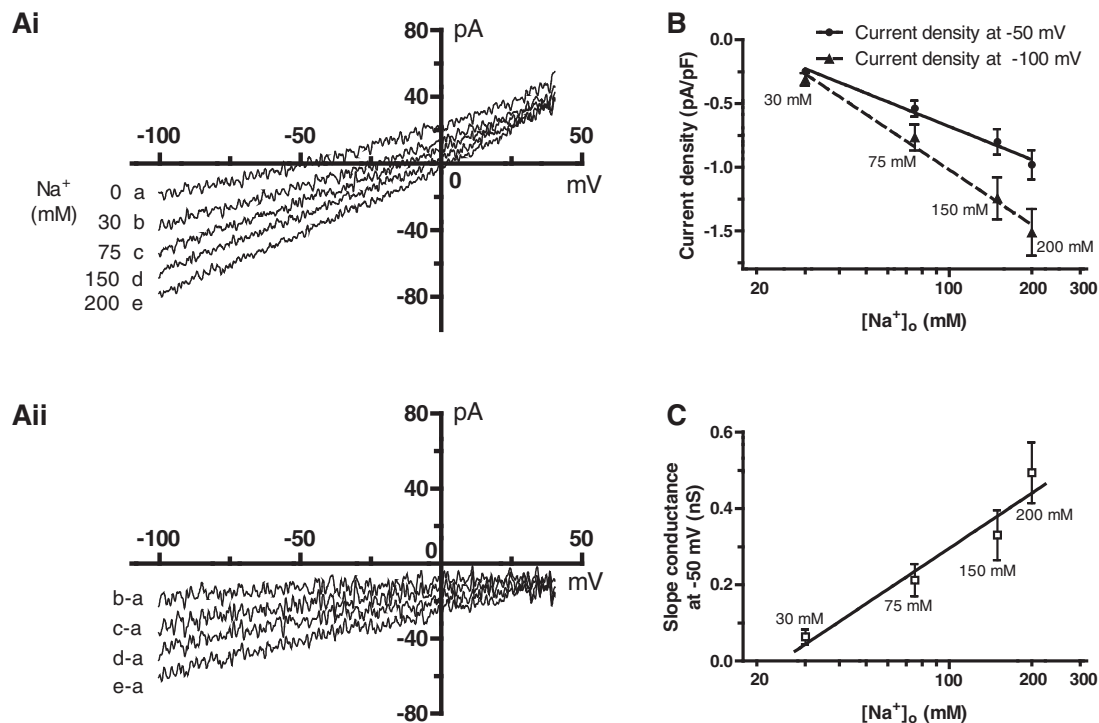 Ai
pA
80
40
-100
-50
50
0
mV
Na+
(mM)
0 a
30 b
75 c
150 d
200 e
-40
-80
Aii
80
pA
40
-100
-50
0
50
mV
b-a
c-a
d-a
e-a
-40
-80
B
Current density at -50 mV
Current density at -100 mV
Current density (pA/pF)
0.0
-0.5
-1.0
-1.5
30 mM
75 mM
150 mM
200 mM
20
100
200
300
[Na+]o (mM)
C
Slope conductance
at -50 mV (nS)
0.6
0.4
0.2
0.0
30 mM
75 mM
150 mM
200 mM
20
100
200
300
[Na+]o (mM)